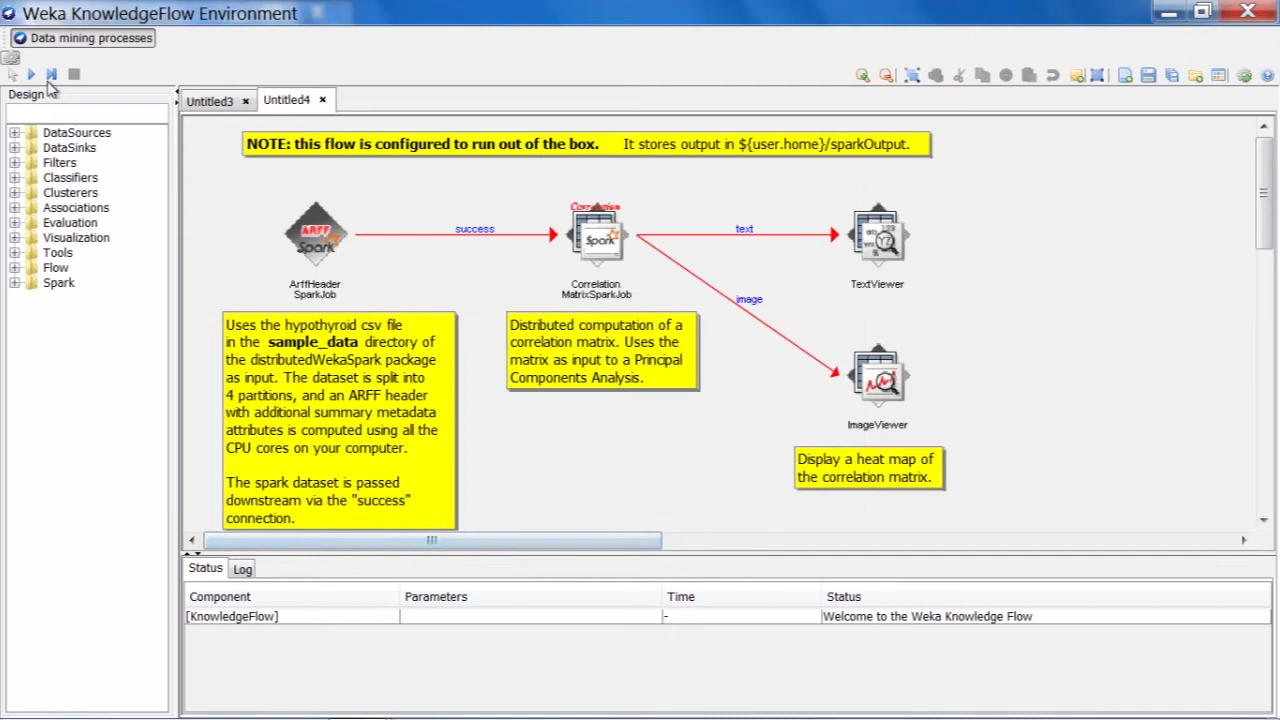 Weka KnowledgeFlow Environment
Data mining processes
Design
Untitled3
Untitled4
DataSources
DataSinks
Filters
Classifiers
Clusterers
Associations
Evaluation
Visualization
Tools
Flow
Spark
NOTE: this flow is configured to run out of the box. It stores output in ${user.home}/sparkOutput.
ARFF
Spark
success
Correlation
Spark
text
image
ArffHeader
SparkJob
Correlation
MatrixSparkJob
TextViewer
Uses the hypothyroid csv file
in the sample_data directory of
the distributedWekaSpark package
as input. The dataset is split into
4 partitions, and an ARFF header
with additional summary metadata
attributes is computed using all the
CPU cores on your computer.
The spark dataset is passed
downstream via the "success"
connection.
Distributed computation of a
correlation matrix. Uses the
matrix as input to a Principal
Components Analysis.
ImageViewer
Display a heat map of
the correlation matrix.
Status
Log
Component Parameters Time Status
[KnowledgeFlow] - Welcome to the Weka Knowledge Flow